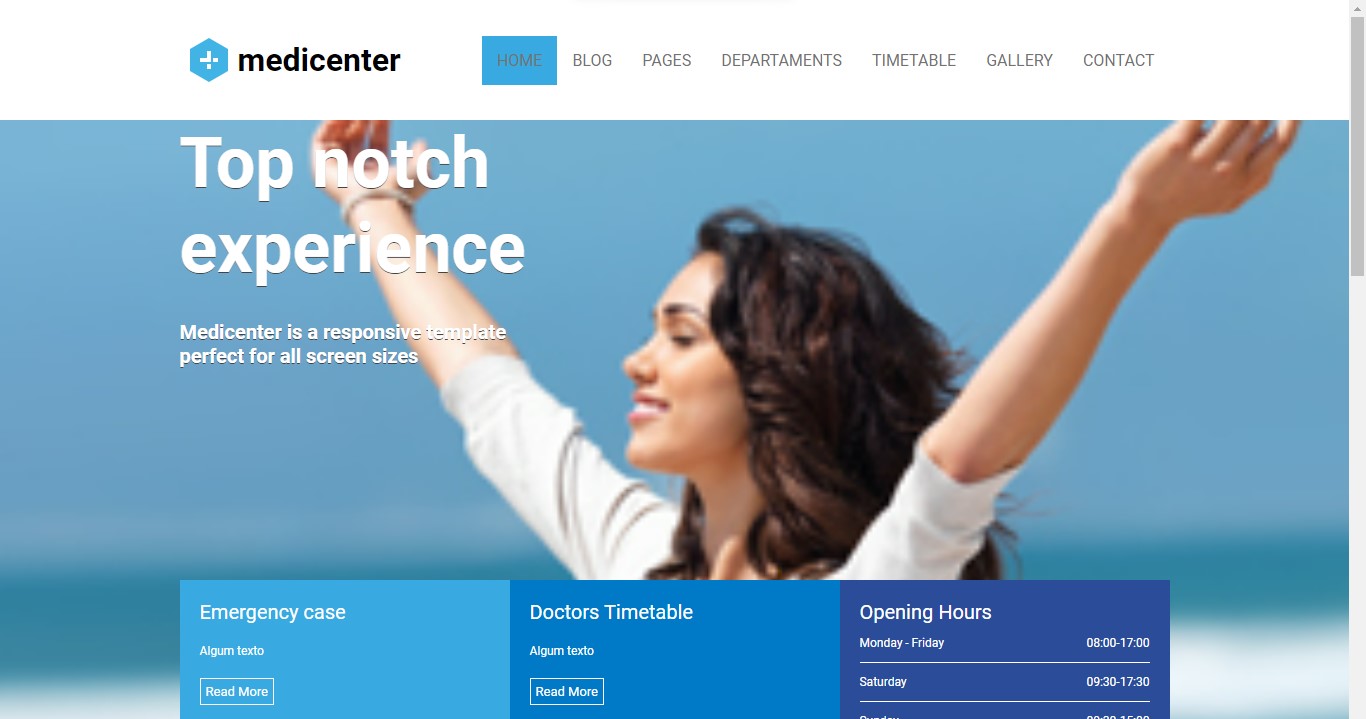 medicenter
HOME BLOG PAGES DEPARTAMENTS TIMETABLE GALLERY CONTACT
Top notch
experience
Medicenter is a responsive template
perfect for all screen sizes
Emergency case
Algum texto
Read More
Doctors Timetable
Algum texto
Read More
Opening Hours
Monday - Friday 08:00-17:00
Saturday 09:30-17:30